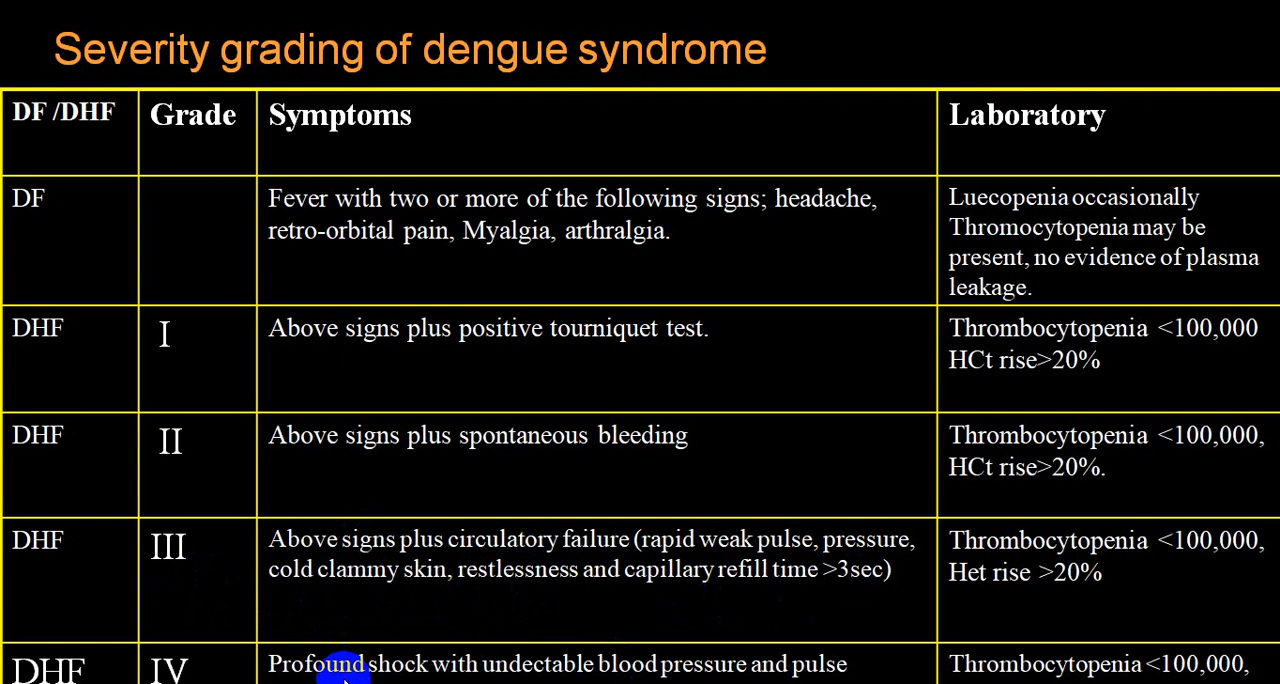 Severity grading of dengue syndrome
DF /DHF
Grade
Symptoms
Laboratory
DF
Fever with two or more of the following signs; headache,
retro-orbital pain, Myalgia, arthralgia.
Luecopenia occasionally
Thromocytopenia may be
present, no evidence of plasma
leakage.
DHF
I
Above signs plus positive tourniquet test.
Thrombocytopenia <100,000
HCt rise>20%
DHF
II
Above signs plus spontaneous bleeding
Thrombocytopenia <100,000,
HCt rise>20%.
DHF
III
Above signs plus circulatory failure (rapid weak pulse, pressure,
cold clammy skin, restlessness and capillary refill time >3sec)
Thrombocytopenia <100,000,
Het rise >20%
DHF
IV
Profound shock with undectable blood pressure and pulse
Thrombocytopenia <100,000,